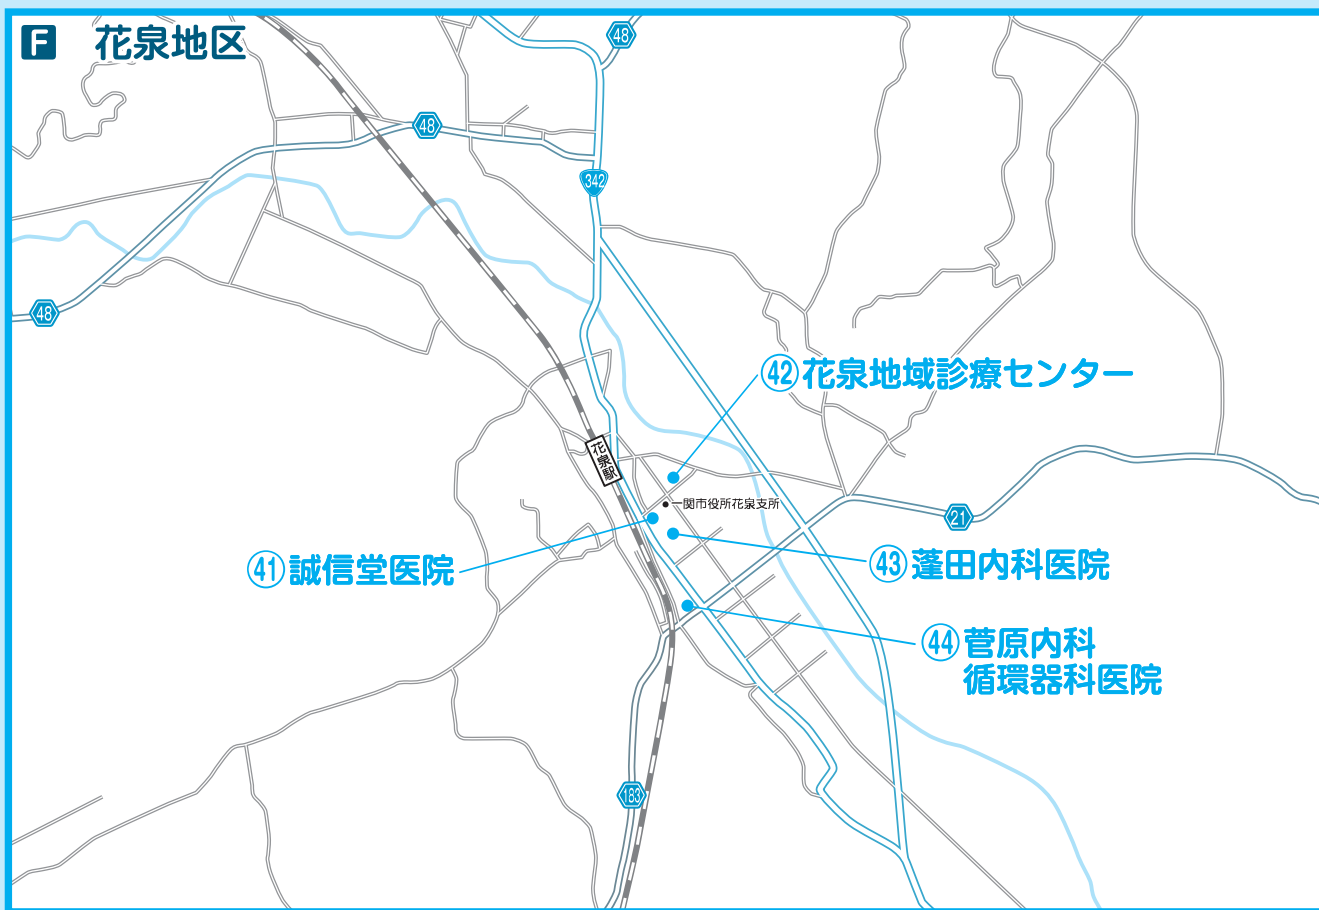 F 花泉地区
48
48
342
48
㊷花泉地域診療センター
花泉駅
一関市役所花泉支所
21
㊶誠信堂医院
㊸蓬田内科医院
㊹菅原内科
循環器科医院
183